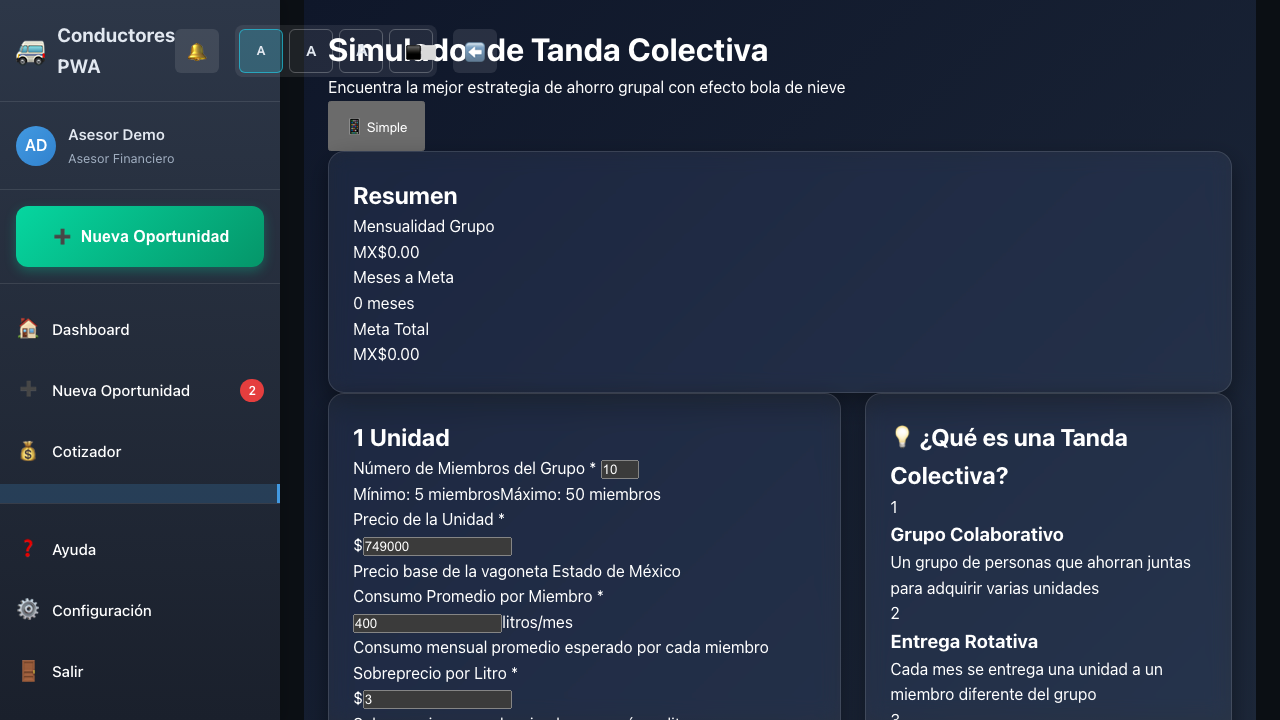 Conductores
PWA
A
A
Simulador de Tanda Colectiva
Encuentra la mejor estrategia de ahorro grupal con efecto bola de nieve
Simple
AD
Asesor Demo
Asesor Financiero
Nueva Oportunidad
Dashboard
Nueva Oportunidad
2
Cotizador
Ayuda
Configuración
Salir
Resumen
Mensualidad Grupo
MX$0.00
Meses a Meta
0 meses
Meta Total
MX$0.00
1 Unidad
Número de Miembros del Grupo * 10
Mínimo: 5 miembrosMáximo: 50 miembros
Precio de la Unidad *
$749000
Precio base de la vagoneta Estado de México
Consumo Promedio por Miembro *
400litros/mes
Consumo mensual promedio esperado por cada miembro
Sobreprecio por Litro *
$3
¿Qué es una Tanda
Colectiva?
1
Grupo Colaborativo
Un grupo de personas que ahorran juntas
para adquirir varias unidades
2
Entrega Rotativa
Cada mes se entrega una unidad a un
miembro diferente del grupo
3